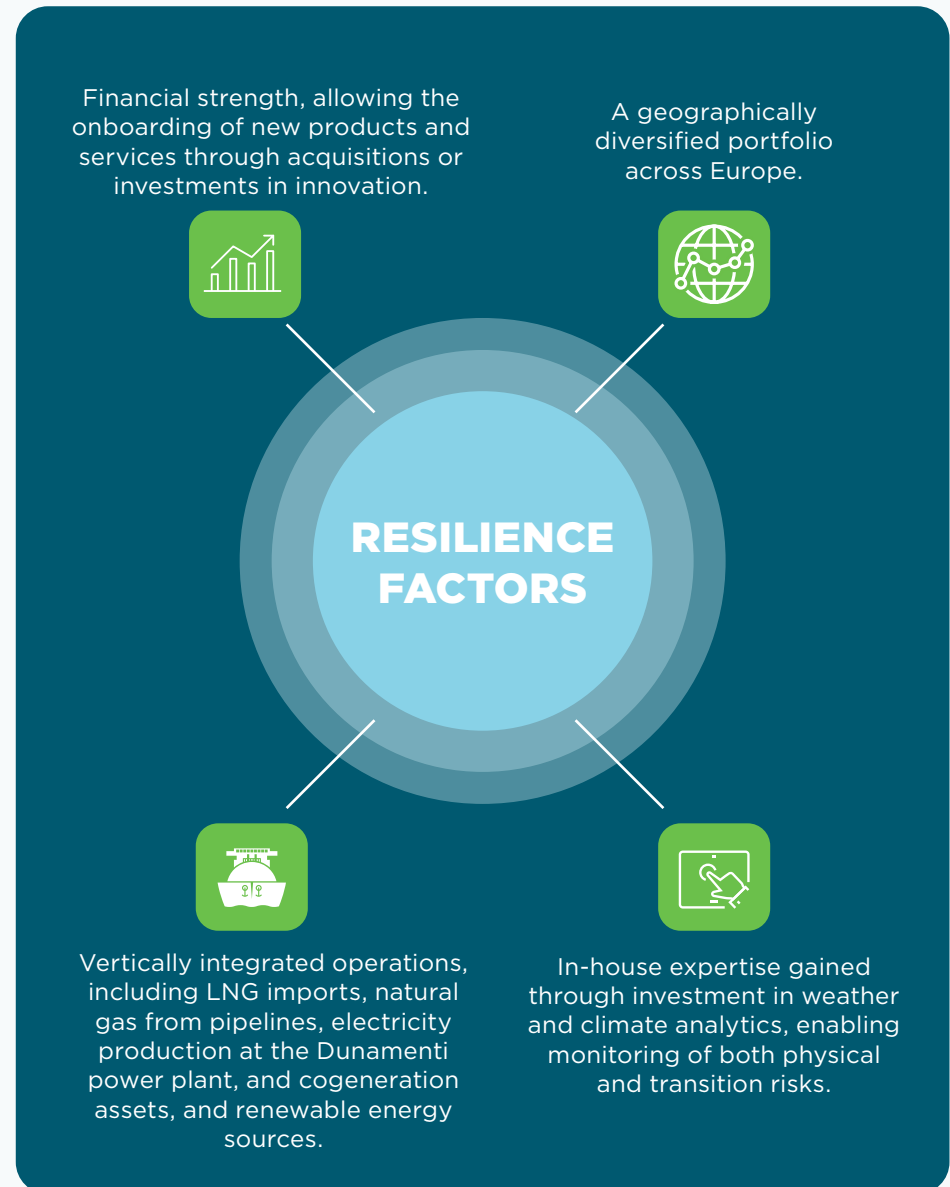 Financial strength, allowing the
onboarding of new products and
services through acquisitions or
investments in innovation.
A geographically
diversified portfolio
across Europe.
RESILIENCE
FACTORS
Vertically integrated operations,
including LNG imports, natural
gas from pipelines, electricity
production at the Dunamenti
power plant, and cogeneration
assets, and renewable energy
sources.
In-house expertise gained
through investment in weather
and climate analytics, enabling
monitoring of both physical
and transition risks.